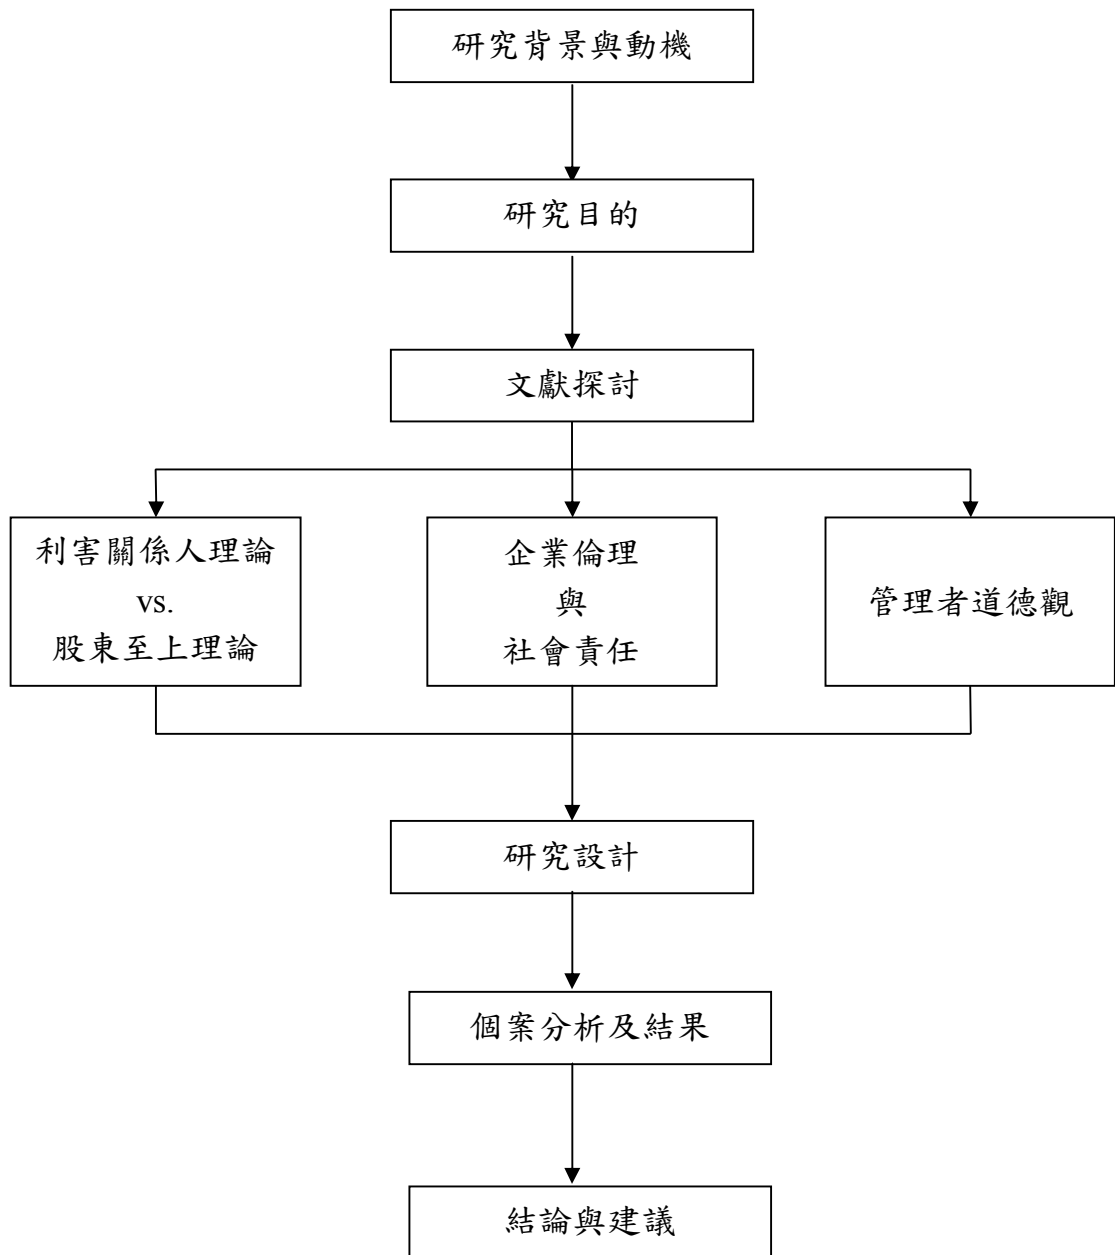 研究背景與動機
研究目的
文獻探討
利害關係人理論
vs.
股東至上理論
企業倫理
與
社會責任
管理者道德觀
研究設計
個案分析及結果
結論與建議